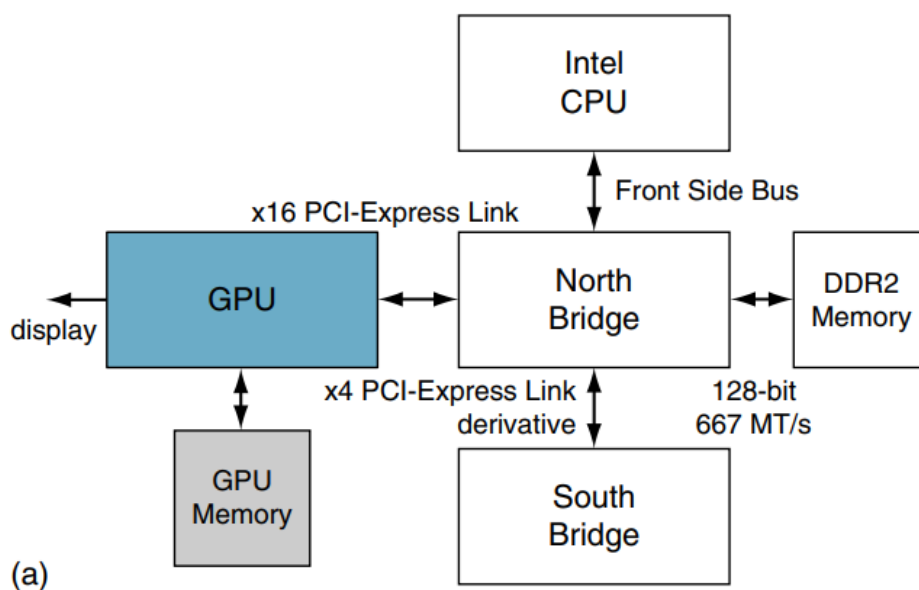 Intel
CPU
Front Side Bus
x16 PCI-Express Link
GPU
North
Bridge
DDR2
Memory
display
x4 PCI-Express Link
derivative
128-bit
667 MT/s
GPU
Memory
South
Bridge
(a)